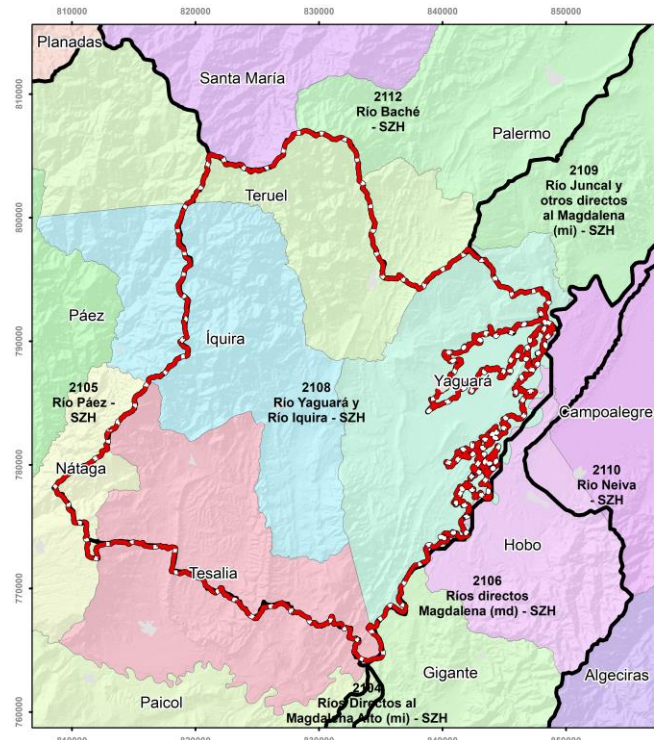 810000
820000
830000
840000
850000
Planadas
Santa María
810000
2112
Río Baché
- SZH
Palermo
2109
Río Juncal y
otros directos
al Magdalena
(mi) - SZH
Teruel
800000
Páez
Íquira
790000
2105
Río Páez -
SZH
2108
Río Yaguará y
Río Iquira - SZH
Yaguará
Campoalegre
780000
Nátaga
2110
Rio Neiva
- SZH
Hobo
770000
Tesalia
2106
Ríos directos
Magdalena (md) - SZH
Gigante
Algeciras
Paicol
2104
Ríos Directos al
Magdalena Alto (mi) - SZH
760000
810000
820000
830000
840000
850000